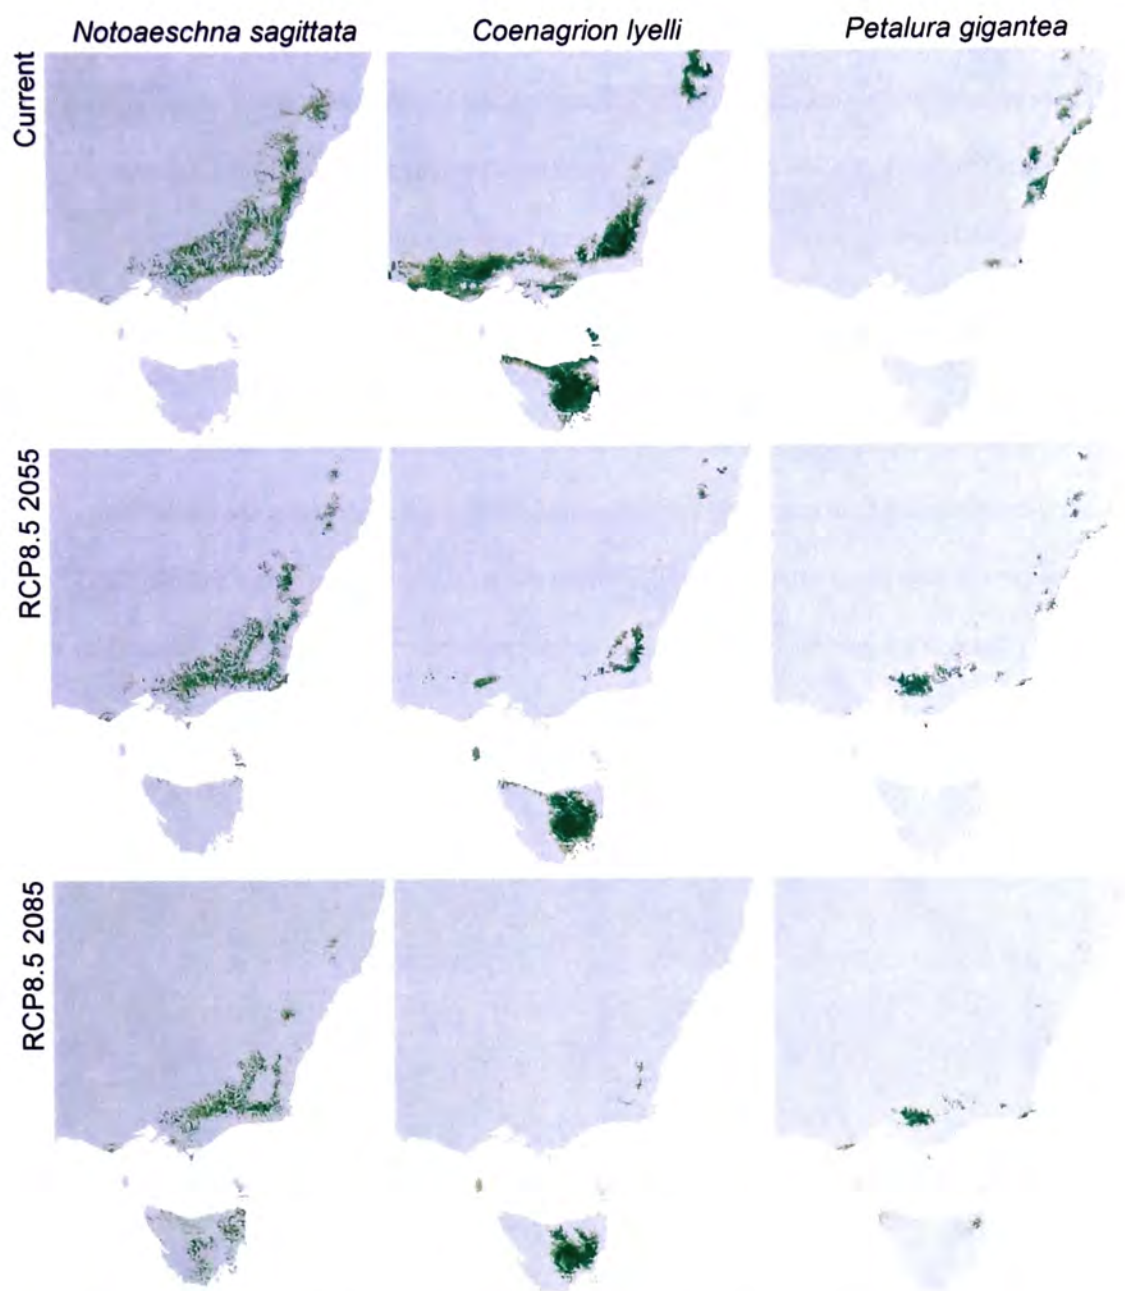 Notoaeschna sagittata
Coenagrion lyelli
Petalura gigantea
Current
RCP8.5 2055
RCP8.5 2085